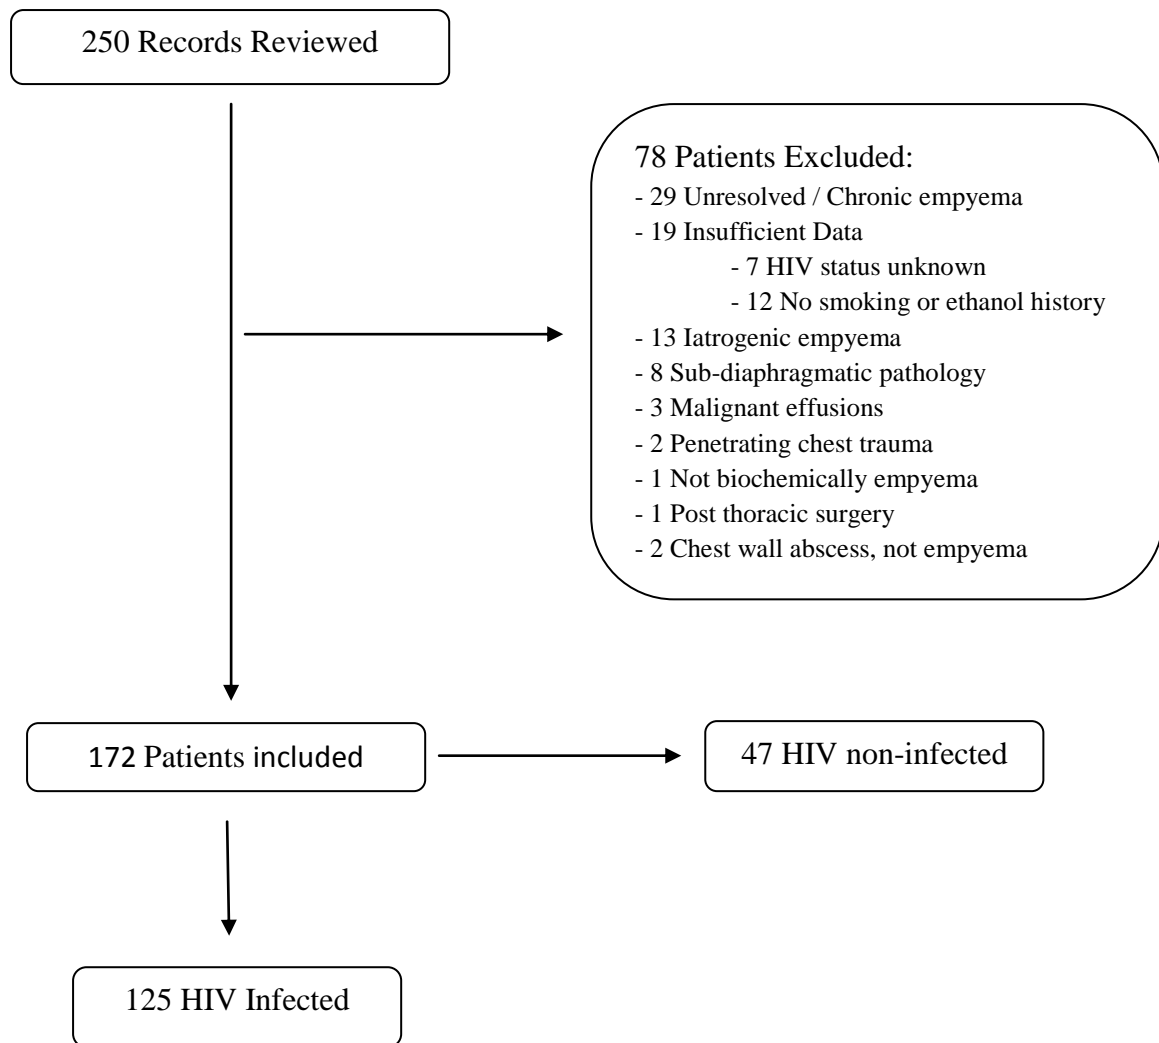 250 Records Reviewed
78 Patients Excluded:
- 29 Unresolved / Chronic empyema
- 19 Insufficient Data
- 7 HIV status unknown
- 12 No smoking or ethanol history
- 13 Iatrogenic empyema
- 8 Sub-diaphragmatic pathology
- 3 Malignant effusions
- 2 Penetrating chest trauma
- 1 Not biochemically empyema
- 1 Post thoracic surgery
- 2 Chest wall abscess, not empyema
172 Patients included
47 HIV non-infected
125 HIV Infected